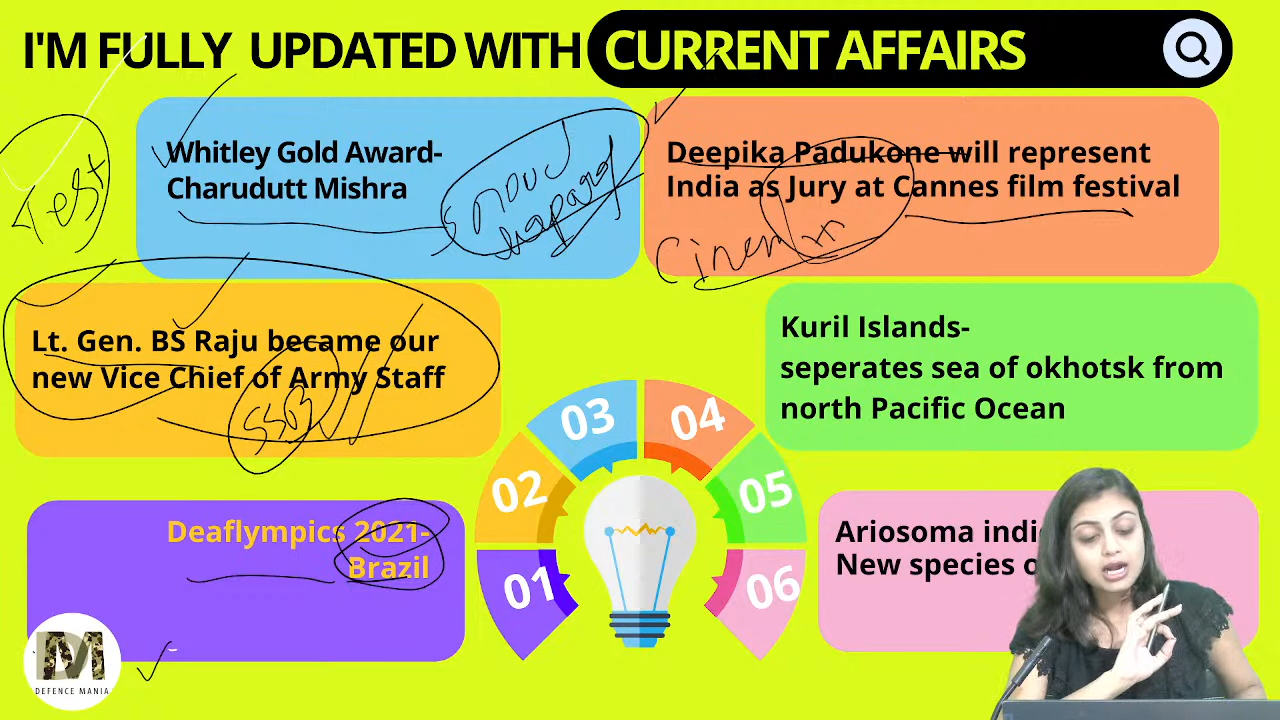 I'M FULLY UPDATED WITH CURRENT AFFAIRS
Test
Whitley Gold Award-
Charudutt Mishra
Deepika Padukone will represent
India as Jury at Cannes film festival
Lt. Gen. BS Raju became our
new Vice Chief of Army Staff
SSB
Kuril Islands-
seperates sea of okhotsk from
north Pacific Ocean
Deaflympics 2021-
Brazil
Ariosoma indi
New species o
01
02
03
04
05
06
DM
DEFENCE MANIA